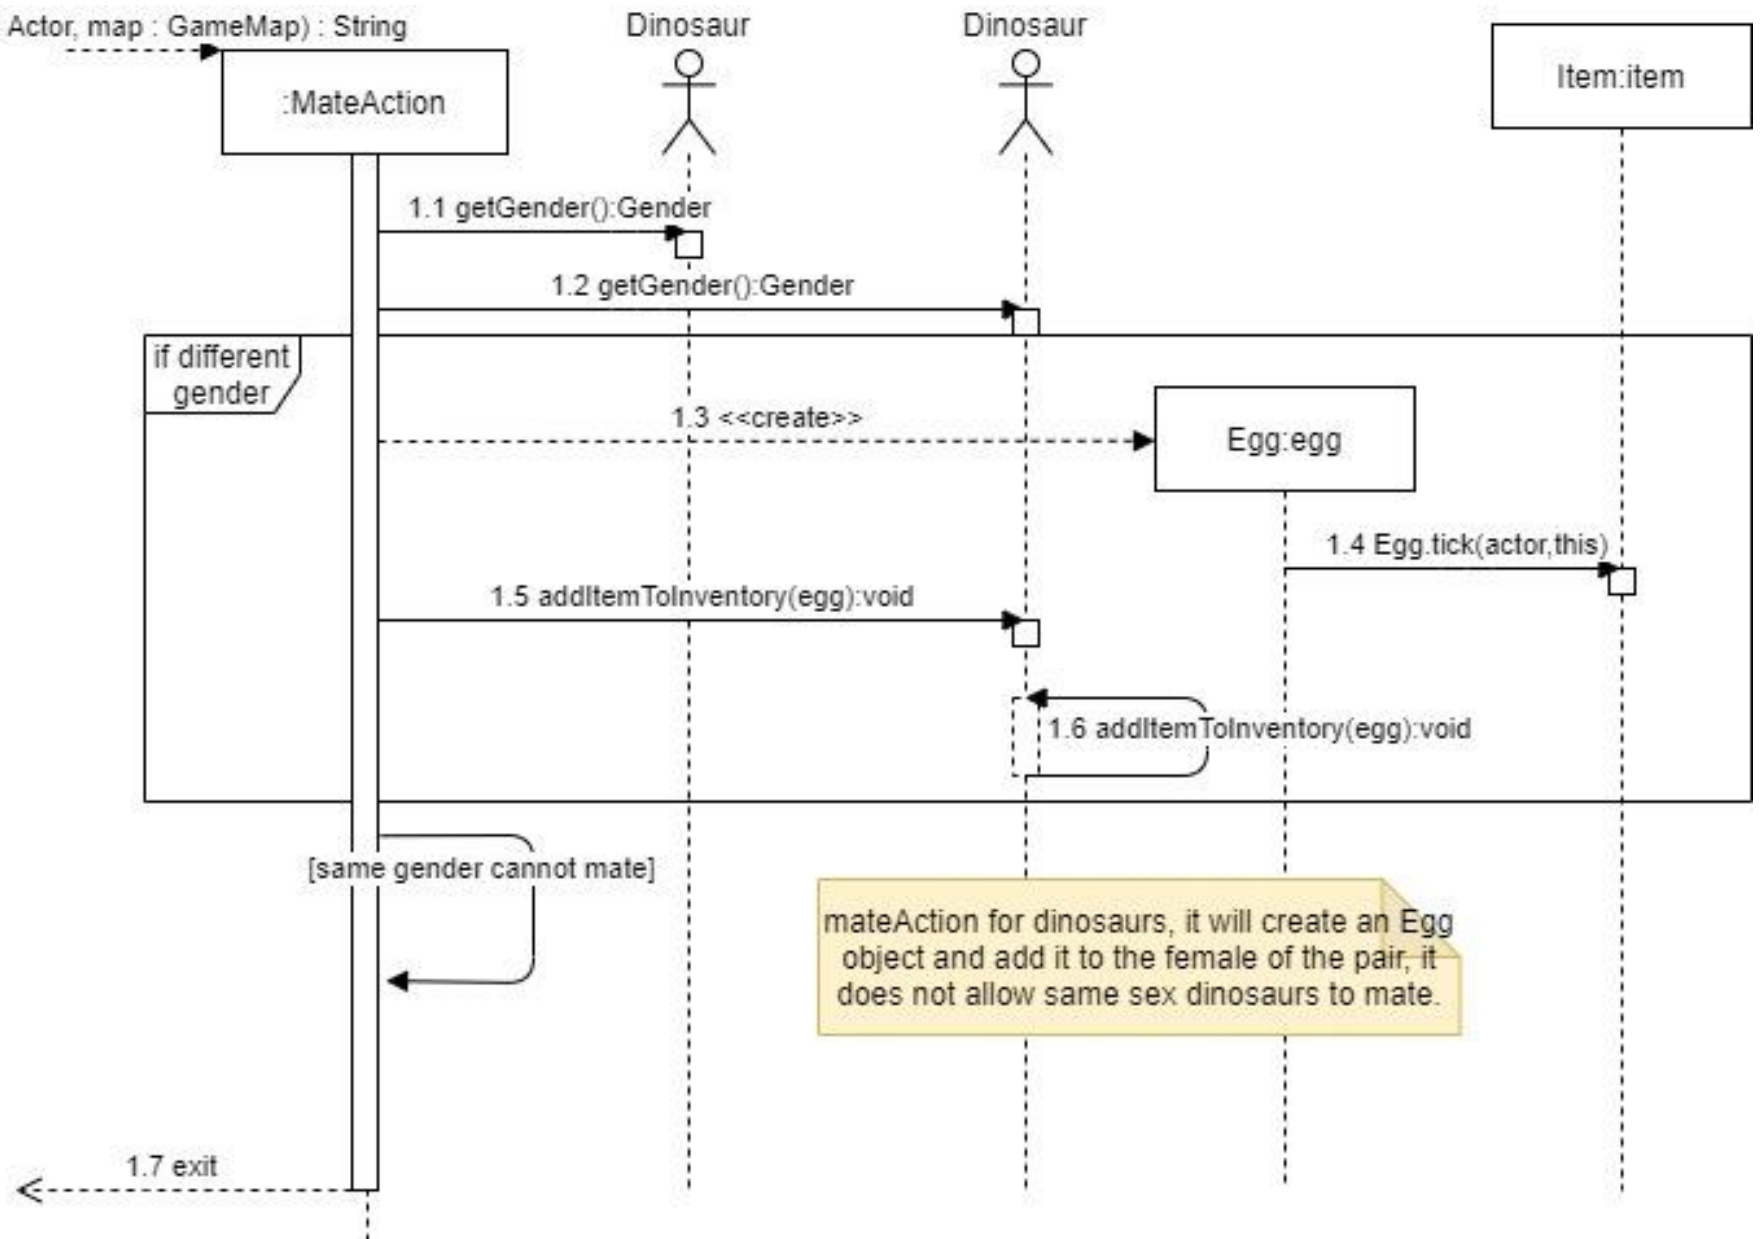 Actor, map : GameMap) : String
Dinosaur
Dinosaur
Item:item
:MateAction
1.1 getGender():Gender
1.2 getGender():Gender
if different
gender
1.3 <<create>>
Egg:egg
1.4 Egg.tick(actor,this)
1.5 addItemToInventory(egg):void
1.6 addItemToInventory(egg):void
[same gender cannot mate]
mateAction for dinosaurs, it will create an Egg
object and add it to the female of the pair, it
does not allow same sex dinosaurs to mate.
1.7 exit